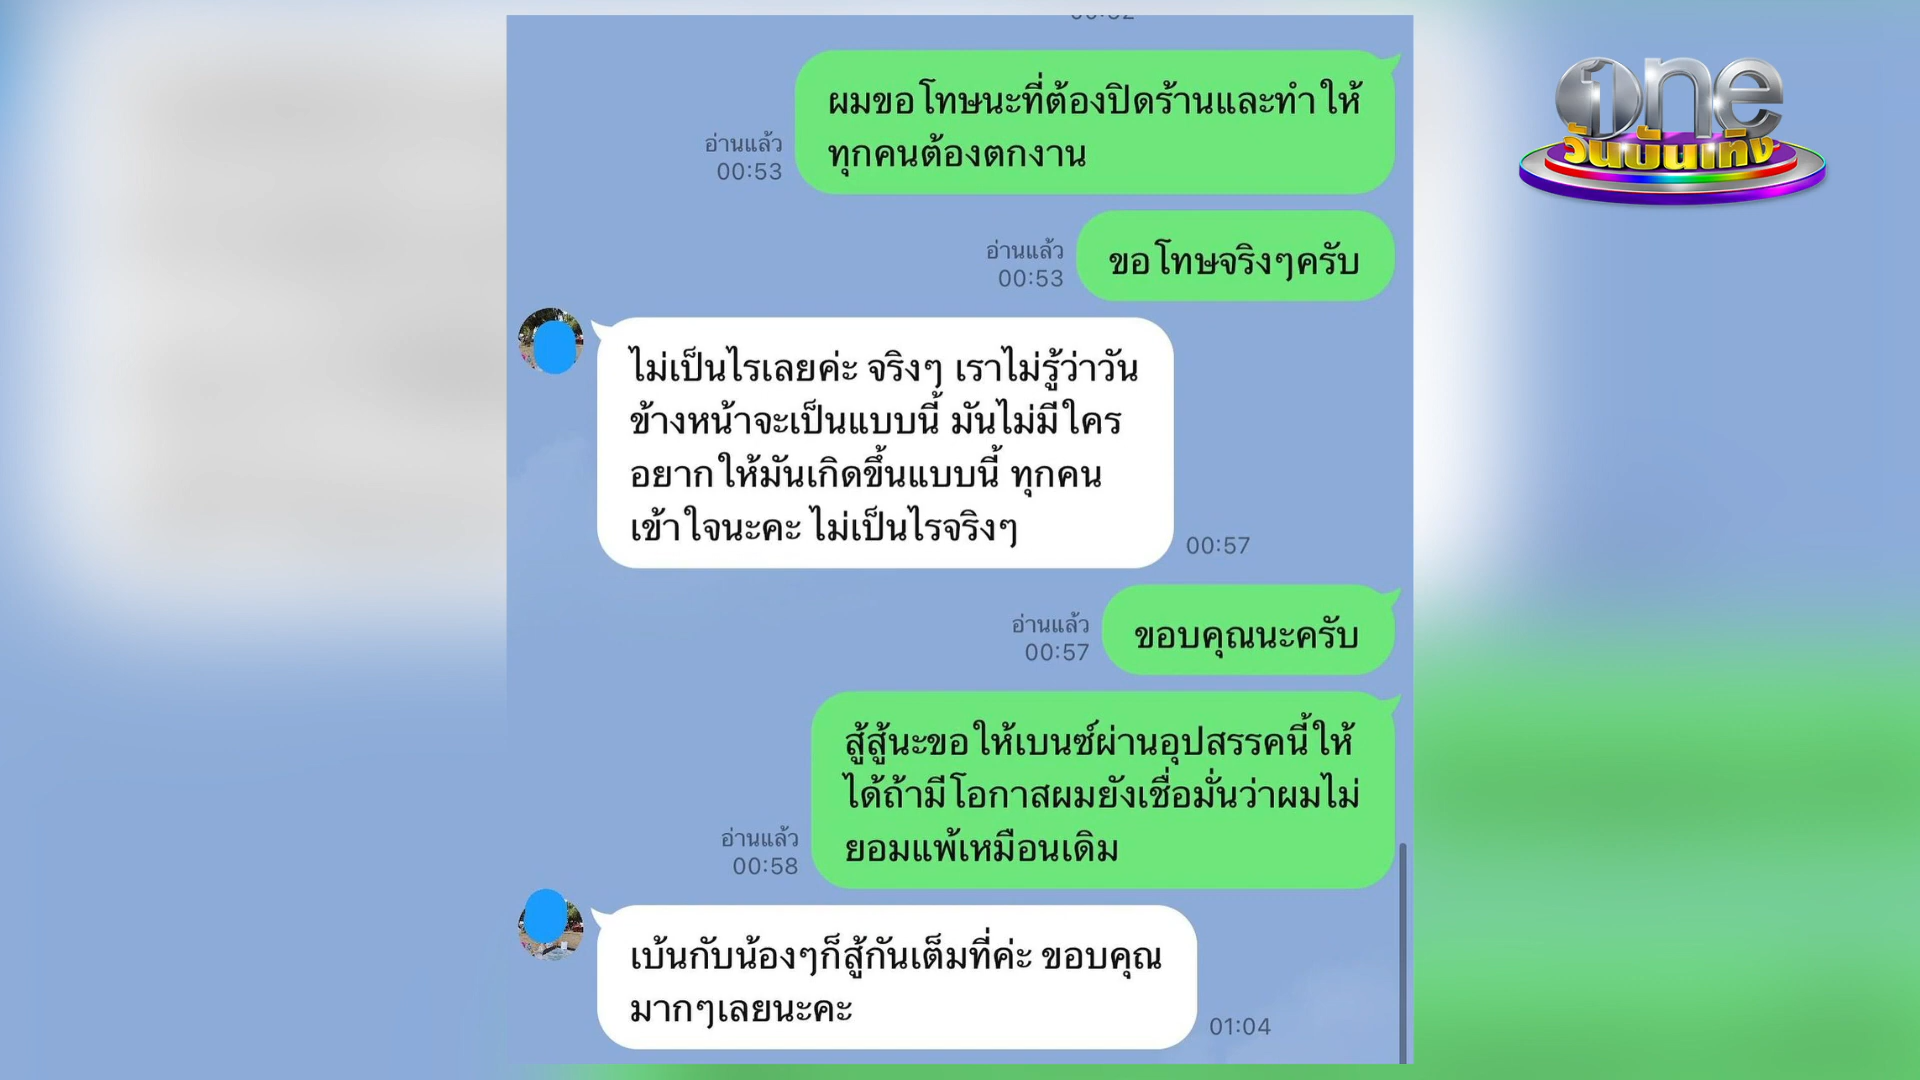 ผมขอโทษนะที่ต้องปิดร้านและทำให้
ทุกคนต้องตกงาน
อ่านแล้ว
00:53
ขอโทษจริงๆครับ
อ่านแล้ว
00:53
ไม่เป็นไรเลยค่ะ จริงๆ เราไม่รู้ว่าวัน
ข้างหน้าจะเป็นแบบนี้ มันไม่มีใคร
อยากให้มันเกิดขึ้นแบบนี้ ทุกคน
เข้าใจนะคะ ไม่เป็นไรจริงๆ
00:57
ขอบคุณนะครับ
อ่านแล้ว
00:57
สู้สู้นะขอให้เบนซ์ผ่านอุปสรรคนี้ให้
ได้ถ้ามีโอกาสผมยังเชื่อมั่นว่าผมไม่
ยอมแพ้เหมือนเดิม
อ่านแล้ว
00:58
เบ้นกับน้องๆก็สู้กันเต็มที่ค่ะ ขอบคุณ
มากๆเลยนะคะ
01:04
one
วันบันเทิง